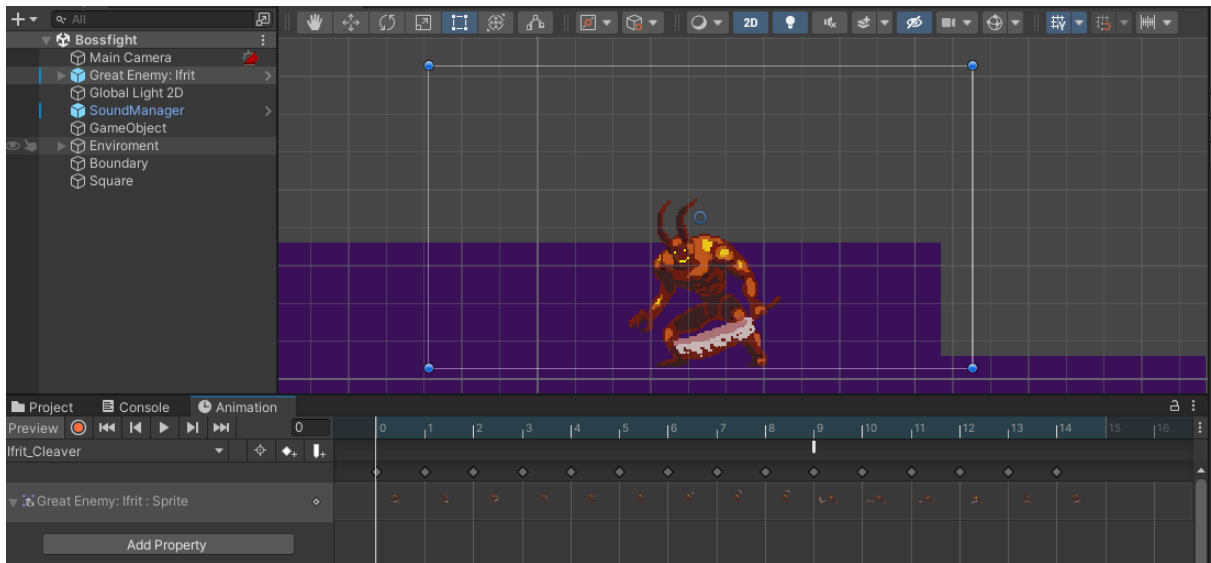 All
2D
Bossfight
Main Camera
Great Enemy: Ifrit
Global Light 2D
SoundManager
GameObject
Enviroment
Boundary
Square
Project Console Animation
Preview 0 0 1 2 3 4 5 6 7 8 9 10 11 12 13 14 15 16
Ifrit_Cleaver
Great Enemy: Ifrit : Sprite
Add Property